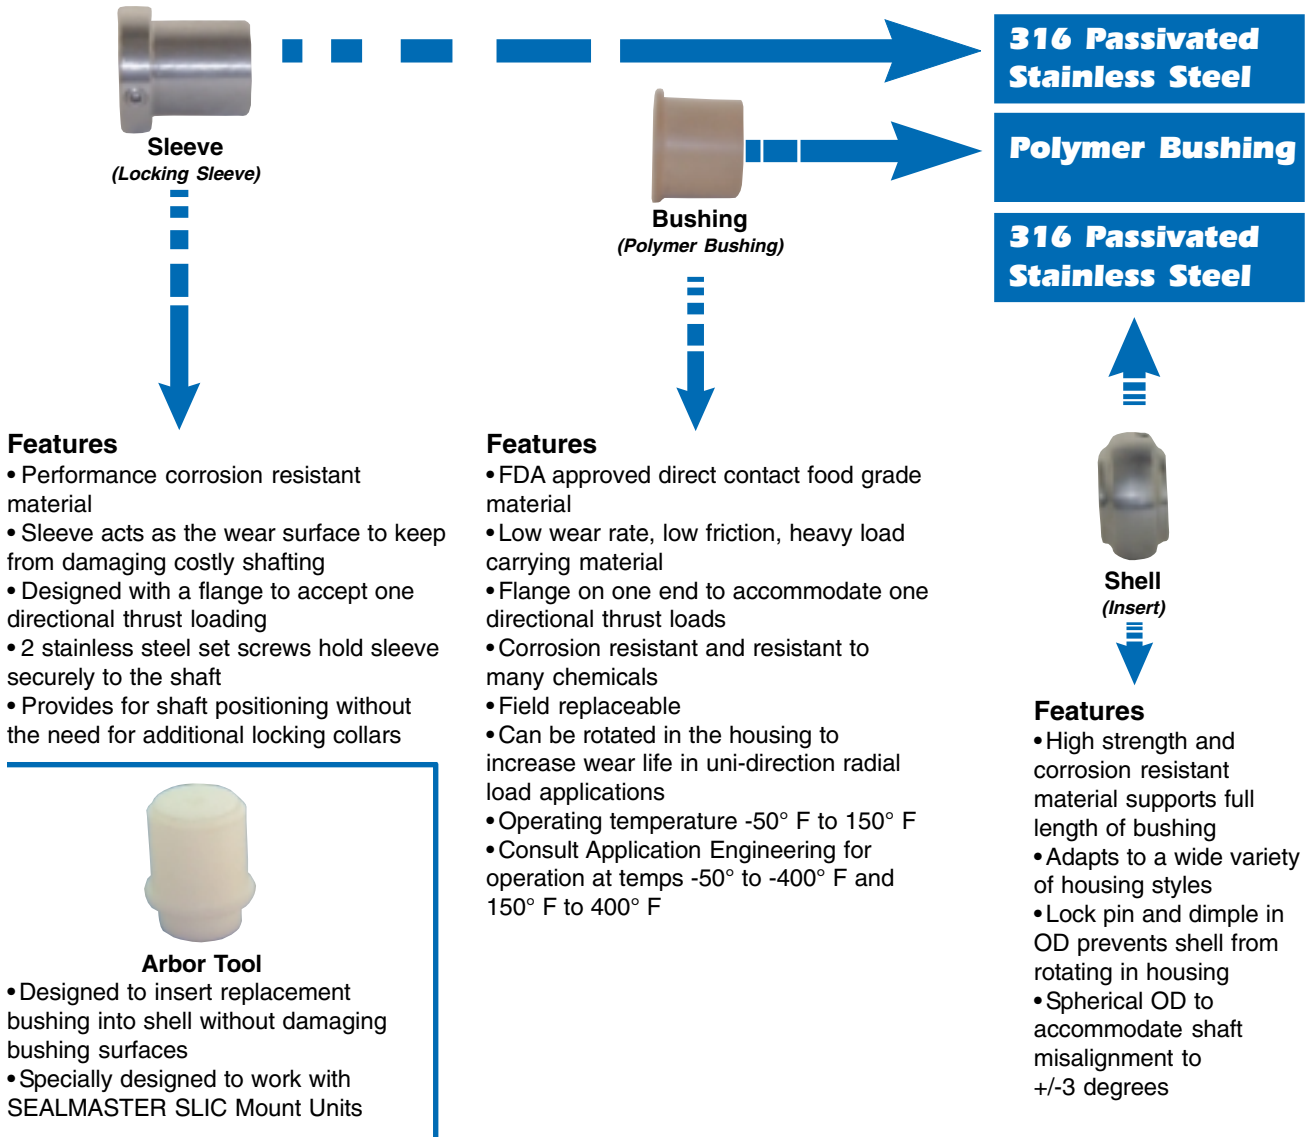 316 Passivated
Stainless Steel
Polymer Bushing
316 Passivated
Stainless Steel
Sleeve
(Locking Sleeve)
Bushing
(Polymer Bushing)
Features
• Performance corrosion resistant
material
• Sleeve acts as the wear surface to keep
from damaging costly shafting
• Designed with a flange to accept one
directional thrust loading
• 2 stainless steel set screws hold sleeve
securely to the shaft
• Provides for shaft positioning without
the need for additional locking collars
Features
• FDA approved direct contact food grade
material
• Low wear rate, low friction, heavy load
carrying material
• Flange on one end to accommodate one
directional thrust loads
• Corrosion resistant and resistant to
many chemicals
• Field replaceable
• Can be rotated in the housing to
increase wear life in uni-direction radial
load applications
• Operating temperature -50° F to 150° F
• Consult Application Engineering for
operation at temps -50° to -400° F and
150° F to 400° F
Shell
(Insert)
Features
• High strength and
corrosion resistant
material supports full
length of bushing
• Adapts to a wide variety
of housing styles
• Lock pin and dimple in
OD prevents shell from
rotating in housing
• Spherical OD to
accommodate shaft
misalignment to
+/-3 degrees
Arbor Tool
• Designed to insert replacement
bushing into shell without damaging
bushing surfaces
• Specially designed to work with
SEALMASTER SLIC Mount Units